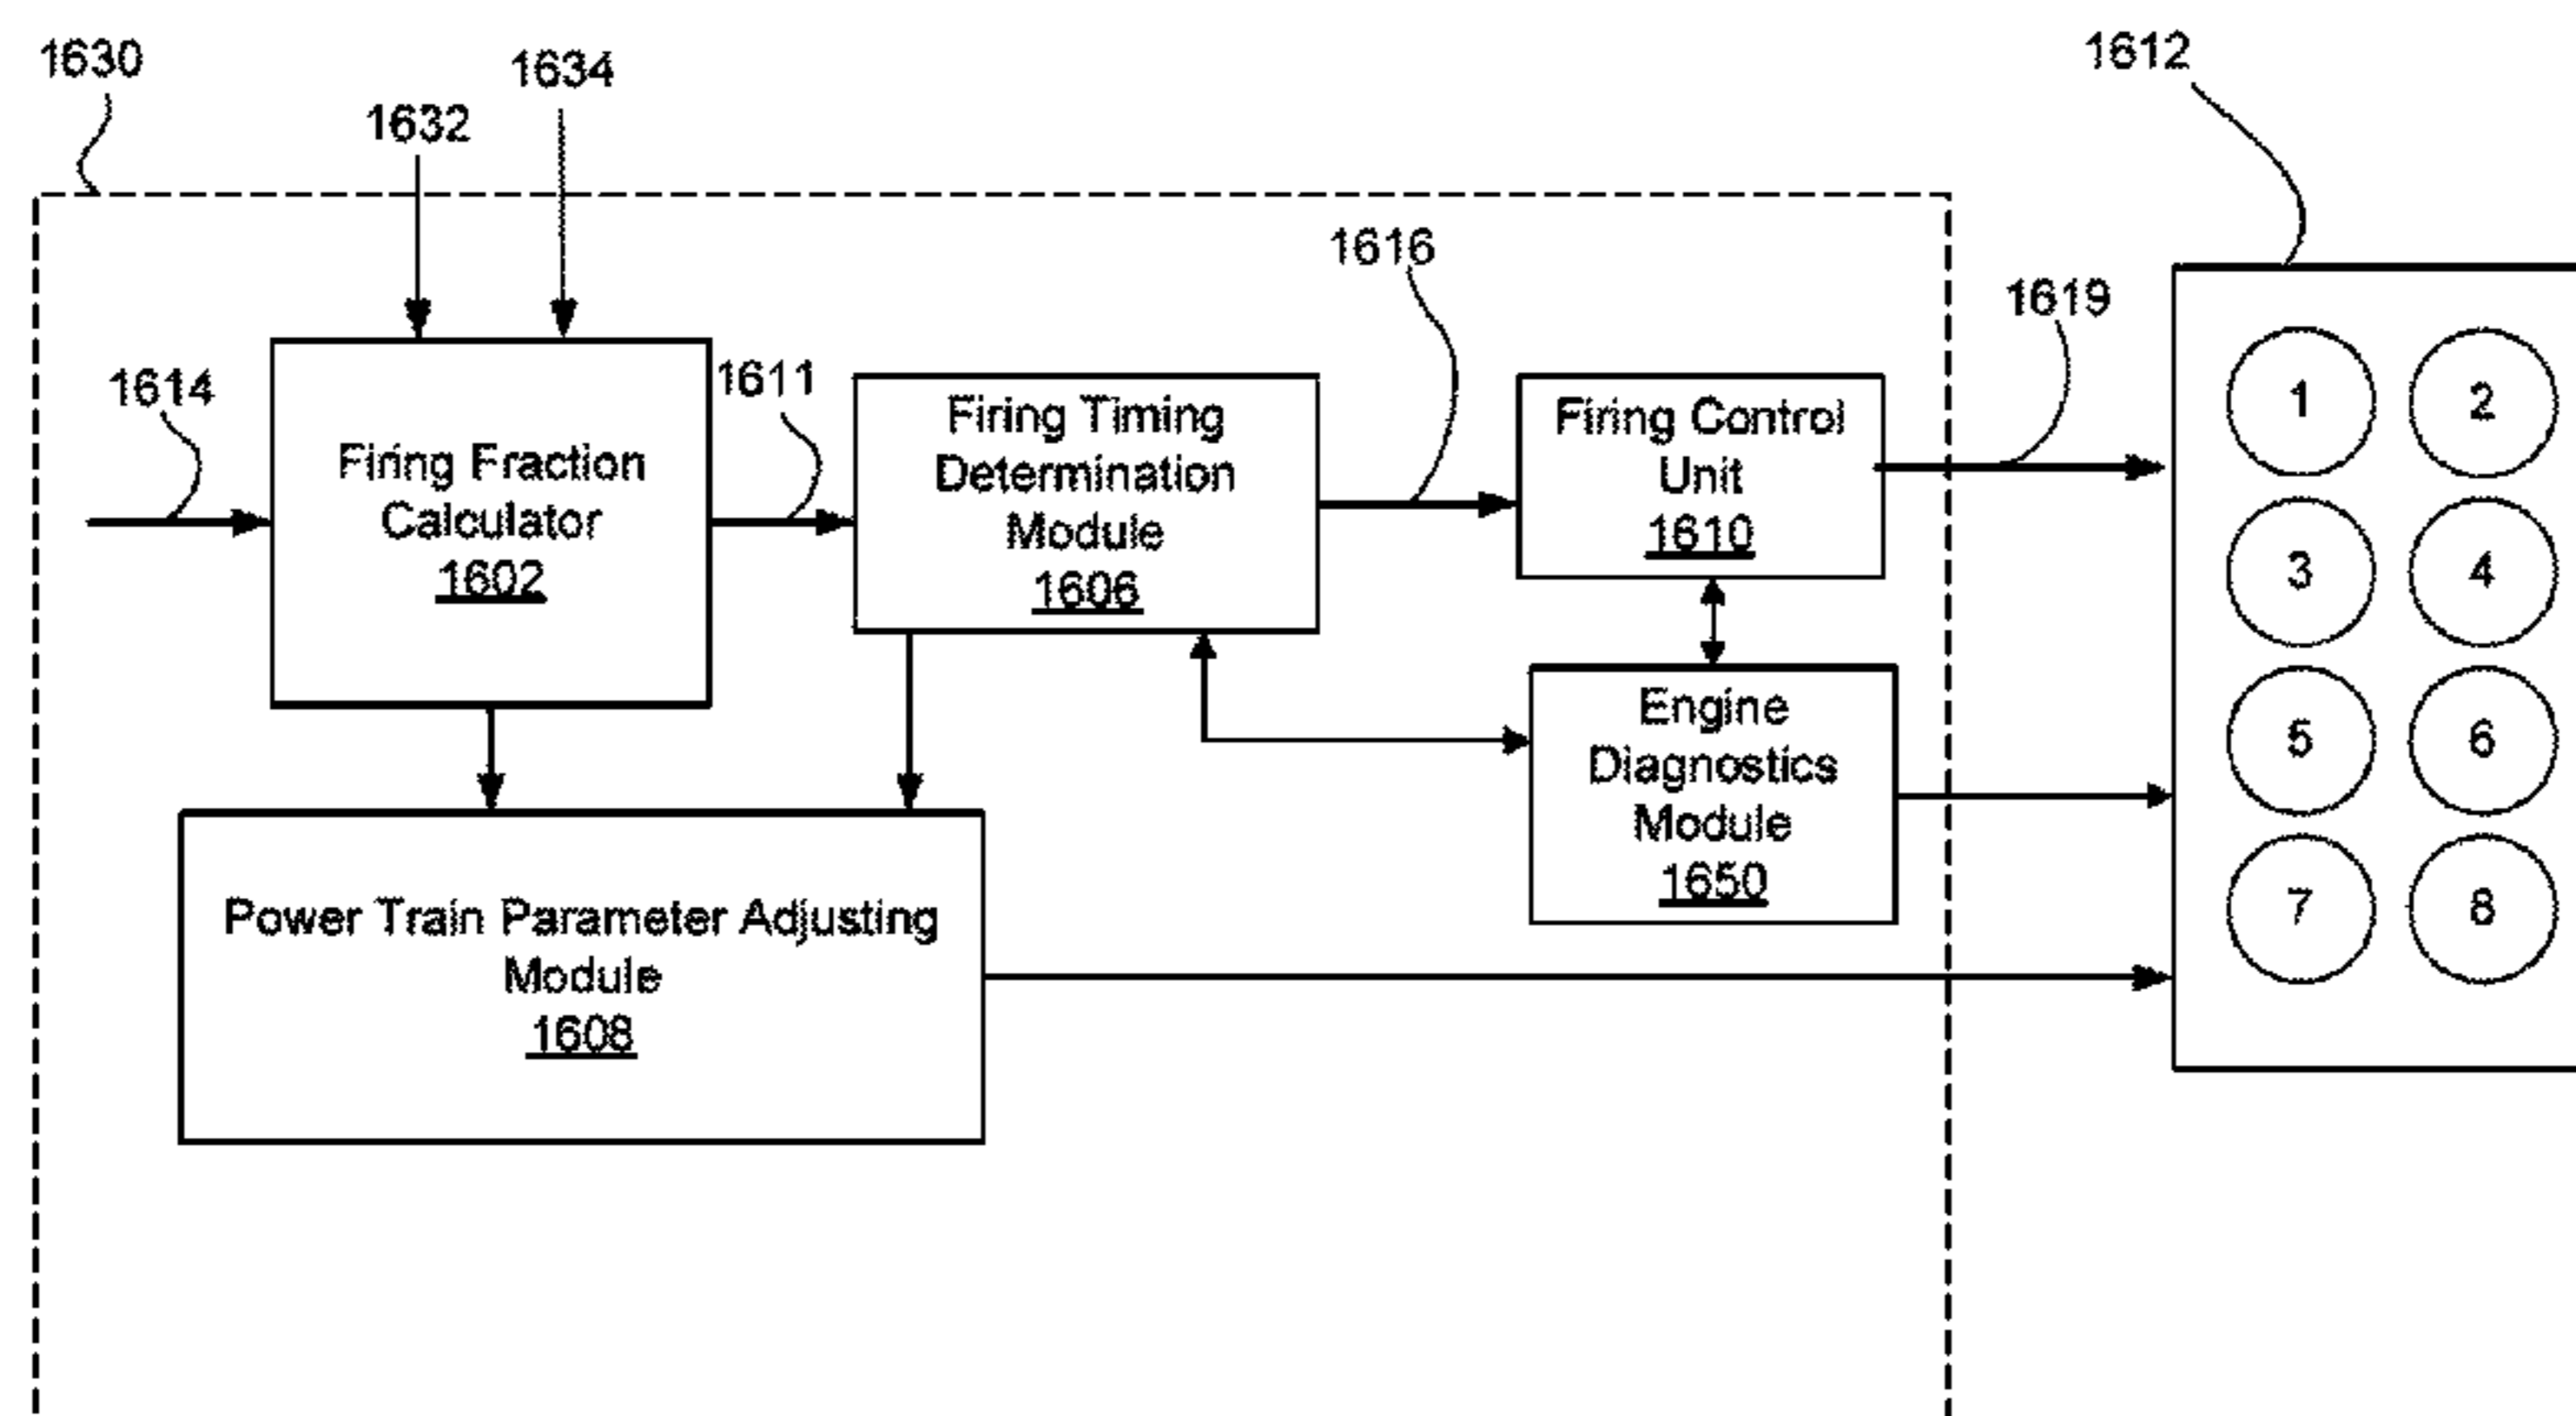 1630
1634
1612
1632
1616
1619
1614
1611
Firing Fraction
Calculator
1602
Firing Timing
Determination
Module
1606
Firing Control
Unit
1610
Engine
Diagnostics
Module
1650
Power Train Parameter Adjusting
Module
1608
1
2
3
4
5
6
7
8